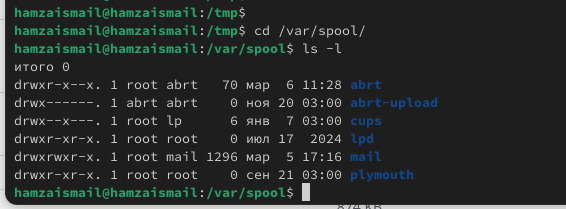 hamzaismail@hamzaismail:/tmp$
hamzaismail@hamzaismail:/tmp$ cd /var/spool/
hamzaismail@hamzaismail:/var/spool$ ls -l
итого 0
drwxr-x--x. 1 root abrt   70 мар  6 11:28 abrt
drwx------. 1 abrt abrt    0 ноя 20 03:00 abrt-upload
drwx--x---. 1 root lp      6 янв  7 03:00 cups
drwxr-xr-x. 1 root root    0 июл 17  2024 lpd
drwxrwxr-x. 1 root mail 1296 мар  5 17:16 mail
drwxr-xr-x. 1 root root    0 сен 21 03:00 plymouth
hamzaismail@hamzaismail:/var/spool$